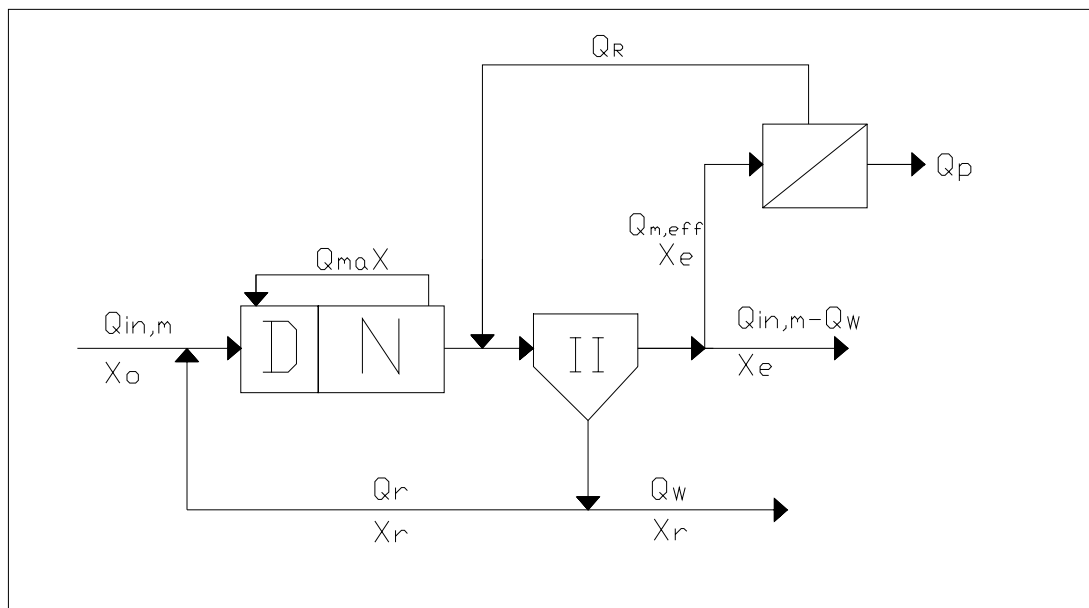 QR
Qp
Qm,eff
Xe
QmaX
Qin,m
Xo
D
N
II
Qin,m-Qw
Xe
Qr
Xr
Qw
Xr